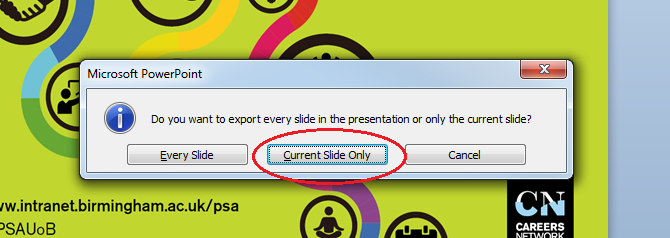 Microsoft PowerPoint
Do you want to export every slide in the presentation or only the current slide?
Every Slide
Current Slide Only
Cancel
ww.intranet.birmingham.ac.uk/psa
PSAUoB
CN
CAREERS
NETWORK